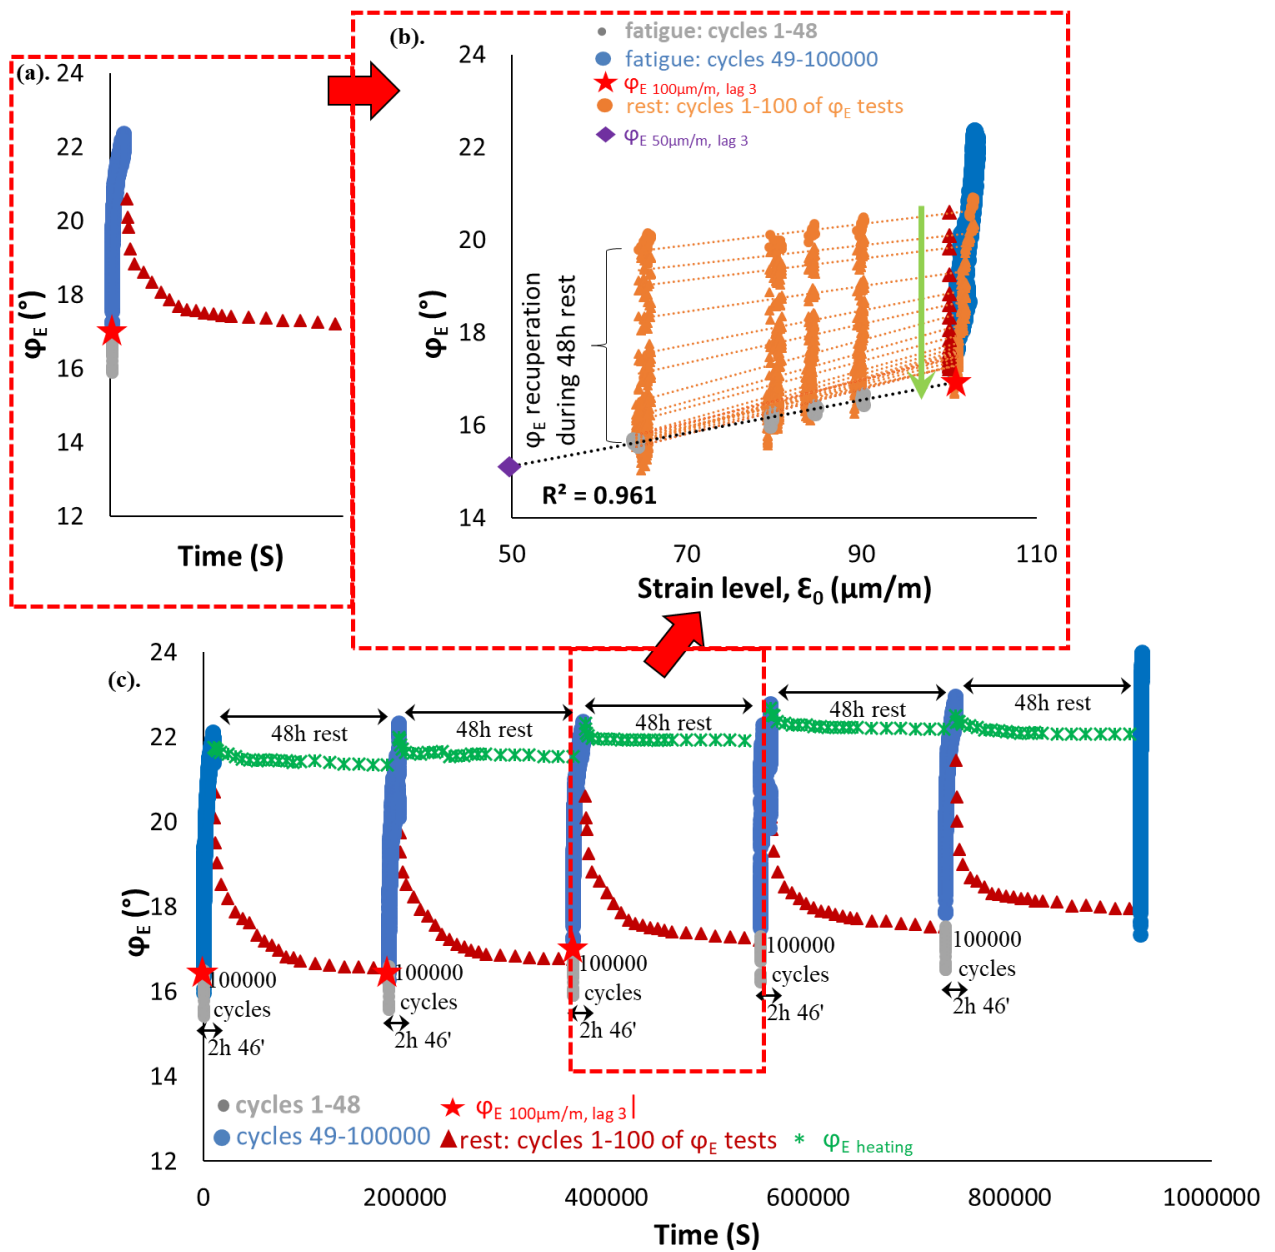 (a).
24
22
20
18
16
14
12
φE (°)
Time (S)
(b).
fatigue: cycles 1-48
fatigue: cycles 49-100000
φE 100µm/m, lag 3
rest: cycles 1-100 of φE tests
φE 50µm/m, lag 3
24
22
20
18
16
14
φE (°)
φE recuperation
during 48h rest
R² = 0.961
50
70
90
110
Strain level, Ɛ0 (µm/m)
(c).
24
22
20
18
16
14
12
φE (°)
48h rest
48h rest
48h rest
48h rest
48h rest
100000
cycles
2h 46'
100000
cycles
2h 46'
100000
cycles
2h 46'
100000
cycles
2h 46'
100000
cycles
2h 46'
cycles 1-48
φE 100µm/m, lag 3
cycles 49-100000
rest: cycles 1-100 of φE tests
φE heating
0
200000
400000
600000
800000
1000000
Time (S)